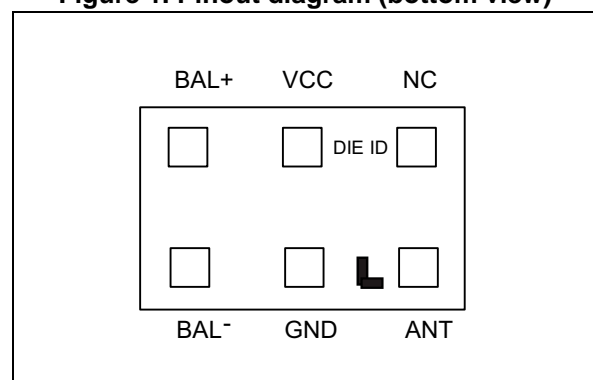 Figure 1. Pinout diagram (bottom view)
BAL+ VCC NC
DIE ID
BAL- GND ANT